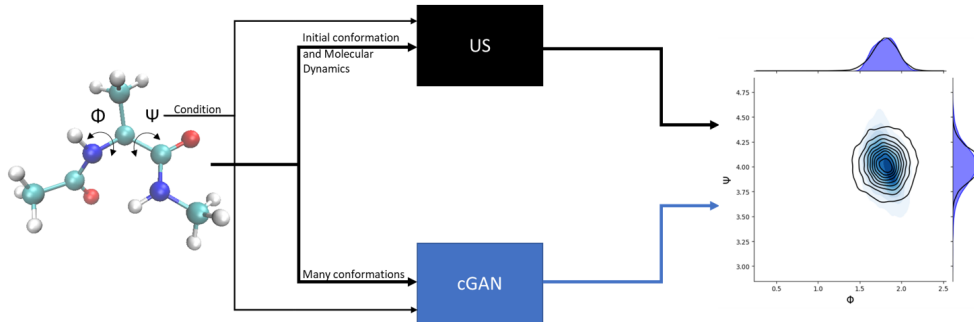 Φ
Ψ
Condition
Initial conformation
and Molecular
Dynamics
US
Many conformations
cGAN
4.75
4.50
4.25
4.00
3.75
3.50
3.25
3.00
Ψ
0.5
1.0
1.5
2.0
2.5
Φ